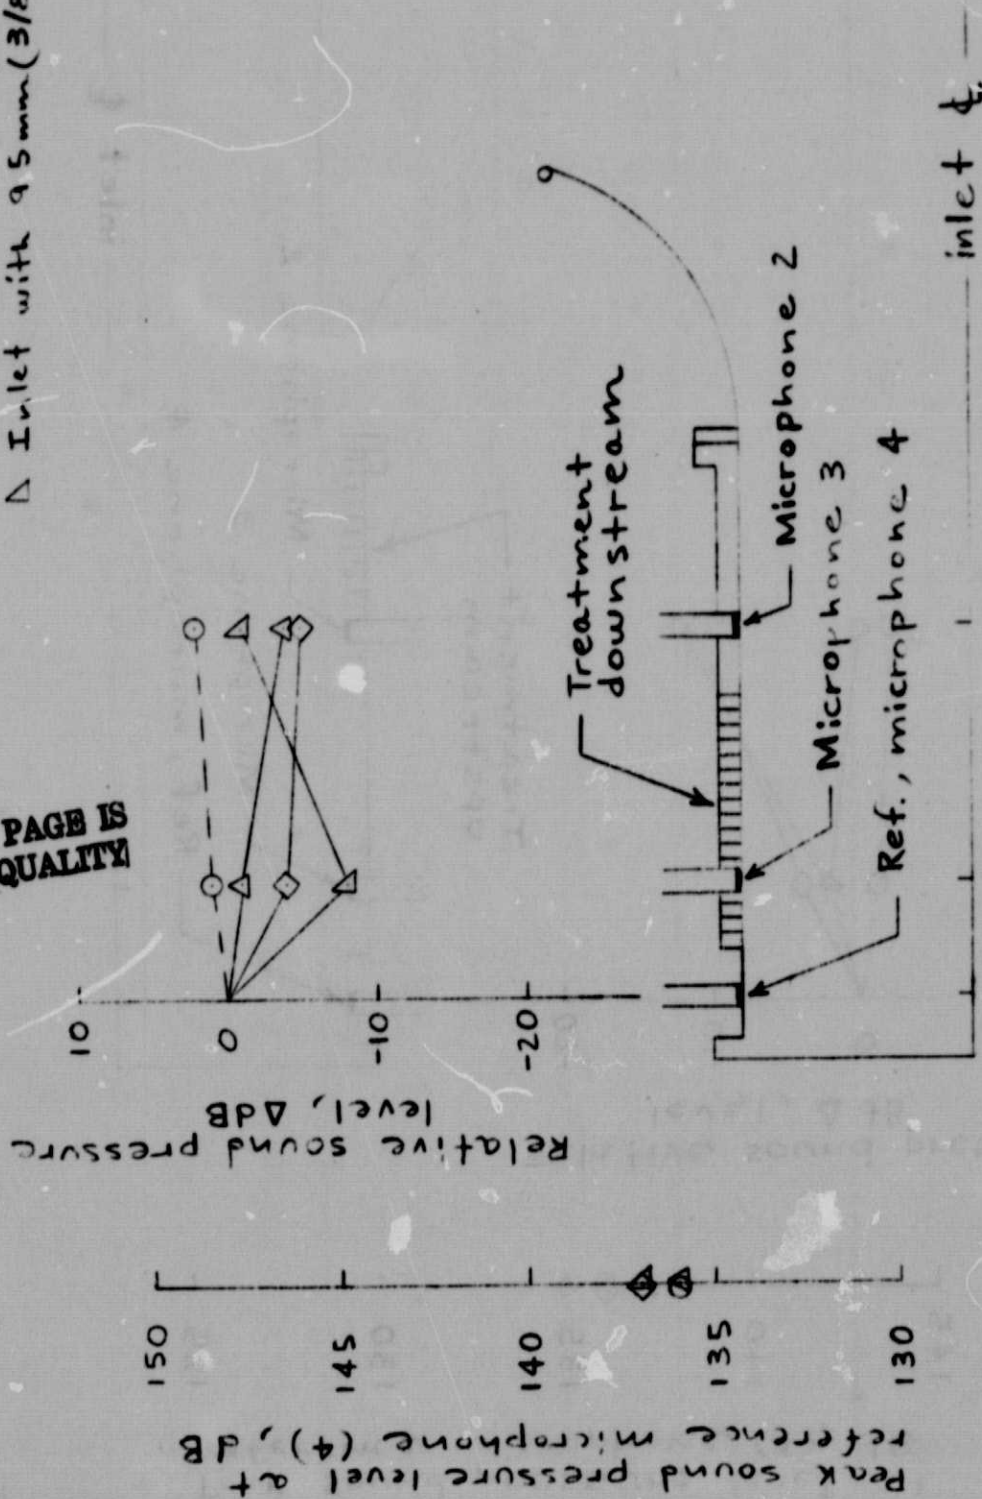 Δ Inlet with 9.5mm (3/8
PAGE IS
QUALITY
10
0
-10
-20
Relative sound pressure
level, ΔdB
Treatment
downstream
Microphone 2
Microphone 3
Ref., microphone 4
inlet ℄
150
145
140
135
130
Peak sound pressure level at
reference microphone (4), dB